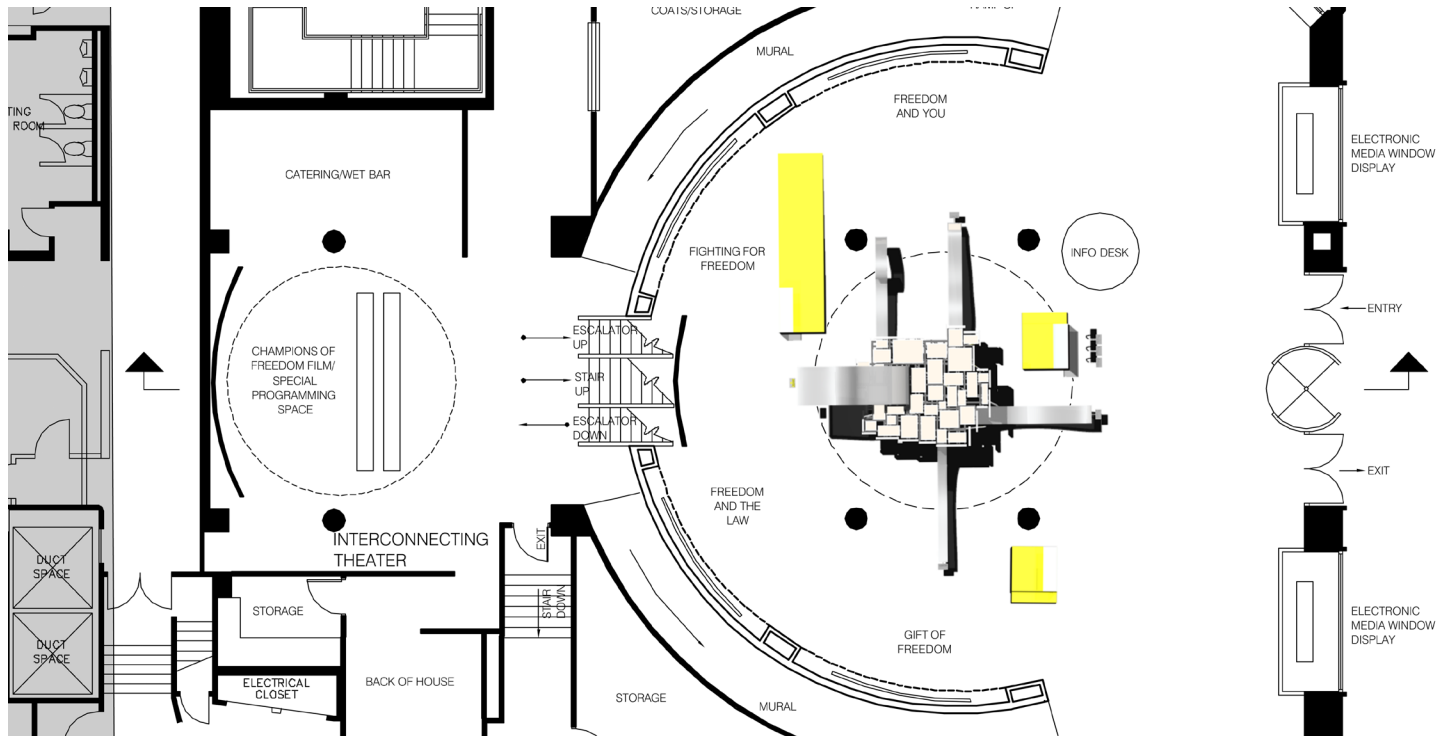 COATS/STORAGE
MURAL
FREEDOM
AND YOU
TING
ROOM
CATERING/WET BAR
ELECTRONIC
MEDIA WINDOW
DISPLAY
FIGHTING FOR
FREEDOM
INFO DESK
ENTRY
ESCALATOR
UP
STAIR
UP
ESCALATOR
DOWN
CHAMPIONS OF
FREEDOM FILM/
SPECIAL
PROGRAMMING
SPACE
EXIT
FREEDOM
AND THE
LAW
INTERCONNECTING
THEATER
EXIT
STAIR
DOWN
DUCT
SPACE
DUCT
SPACE
STORAGE
ELECTRICAL
CLOSET
BACK OF HOUSE
GIFT OF
FREEDOM
ELECTRONIC
MEDIA WINDOW
DISPLAY
STORAGE
MURAL